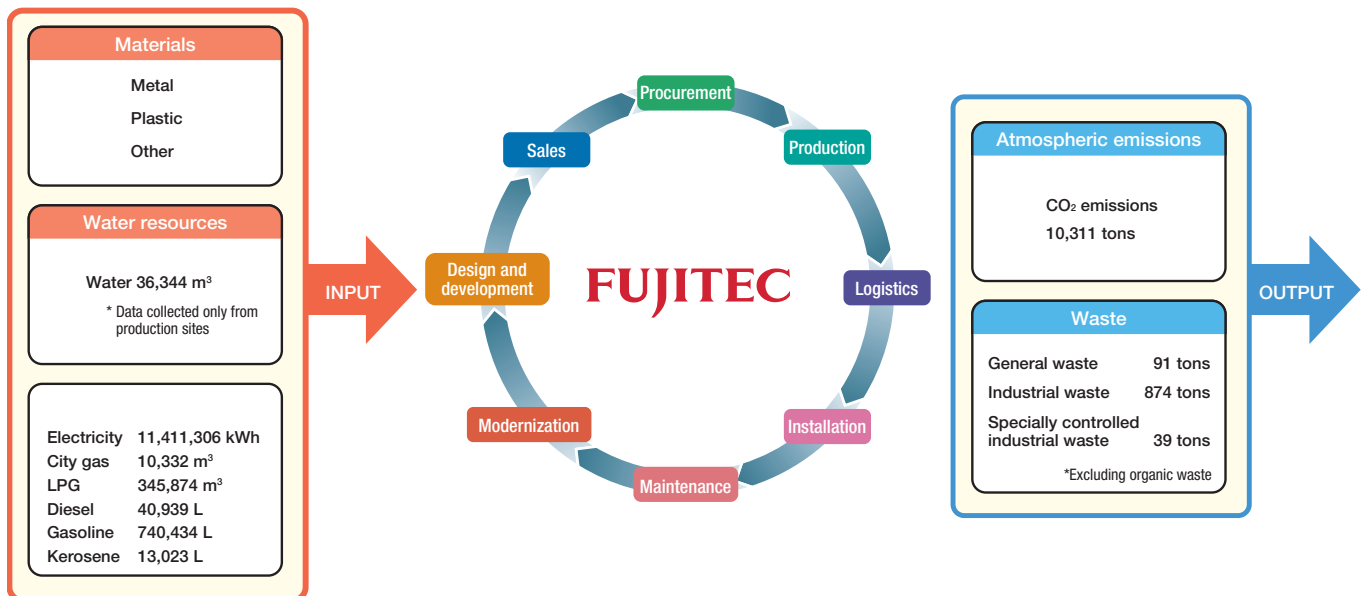 Materials
Metal
Plastic
Other
Water resources
Water 36,344 m³
* Data collected only from
production sites
Electricity 11,411,306 kWh
City gas 10,332 m³
LPG 345,874 m³
Diesel 40,939 L
Gasoline 740,434 L
Kerosene 13,023 L
INPUT
Procurement
Production
Logistics
Installation
Maintenance
Modernization
Design and
development
Sales
FUJITEC
Atmospheric emissions
CO₂ emissions
10,311 tons
Waste
General waste 91 tons
Industrial waste 874 tons
Specially controlled
industrial waste 39 tons
*Excluding organic waste
OUTPUT